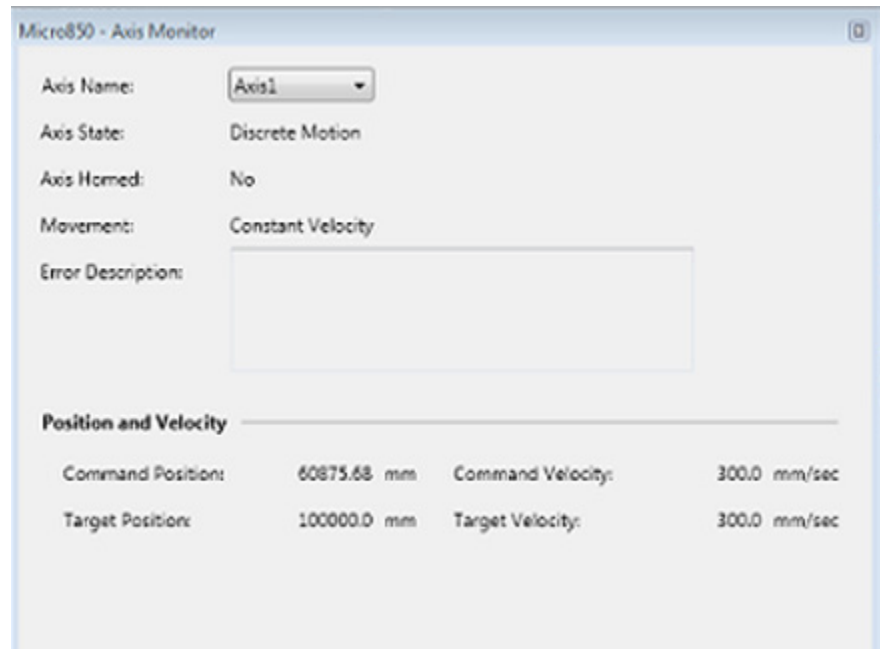 Micro850 - Axis Monitor
Axis Name: Axis1
Axis State: Discrete Motion
Axis Homed: No
Movement: Constant Velocity
Error Description:
Position and Velocity
Command Position: 60875.68 mm Command Velocity: 300.0 mm/sec
Target Position: 100000.0 mm Target Velocity: 300.0 mm/sec